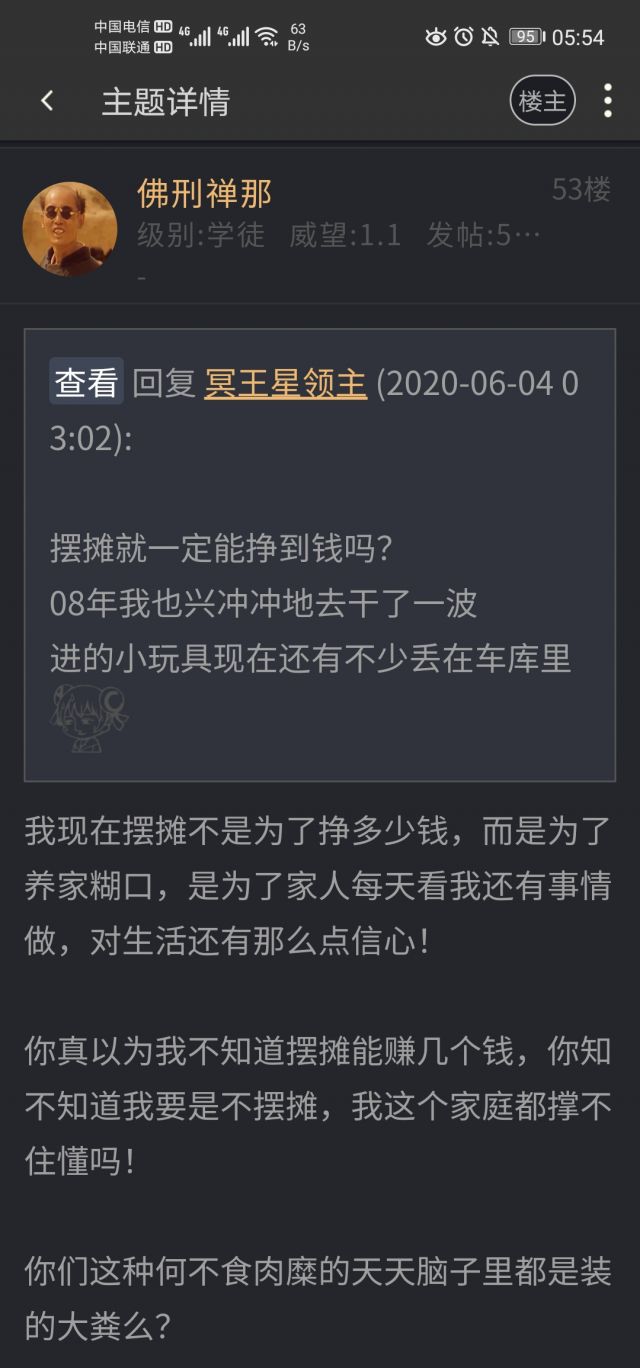 中国电信 HD 4G 4G 63 B/s 95 05:54
中国联通 HD
主题详情 楼主
佛刑禅那 53楼
级别:学徒 威望:1.1 发帖:5…
-
查看 回复 冥王星领主 (2020-06-04 0
3:02):
摆摊就一定能挣到钱吗?
08年我也兴冲冲地去干了一波
进的小玩具现在还有不少丢在车库里
我现在摆摊不是为了挣多少钱，而是为了
养家糊口，是为了家人每天看我还有事情
做，对生活还有那么点信心！
你真以为我不知道摆摊能赚几个钱，你知
不知道我要是不摆摊，我这个家庭都撑不
住懂吗！
你们这种何不食肉糜的天天脑子里都是装
的大粪么？